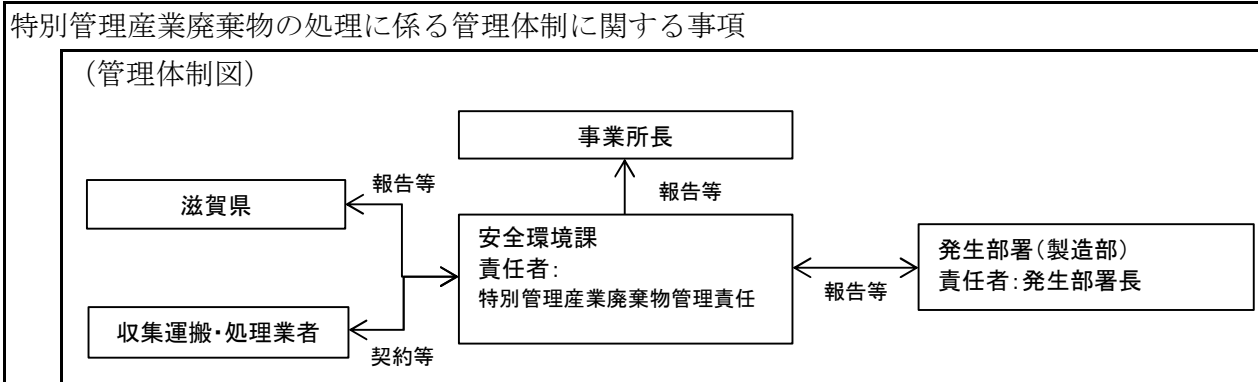 特別管理産業廃棄物の処理に係る管理体制に関する事項
（管理体制図）
事業所長
報告等
滋賀県
報告等
安全環境課
責任者：
特別管理産業廃棄物管理責任
発生部署（製造部）
責任者：発生部署長
報告等
収集運搬・処理業者
契約等